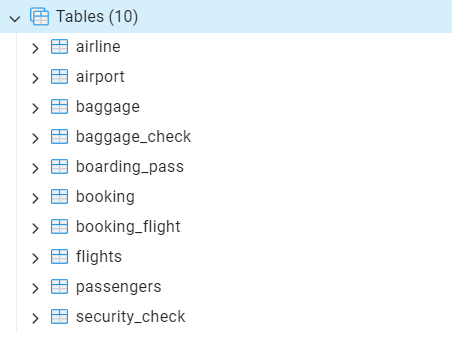 Tables (10)
airline
airport
baggage
baggage_check
boarding_pass
booking
booking_flight
flights
passengers
security_check